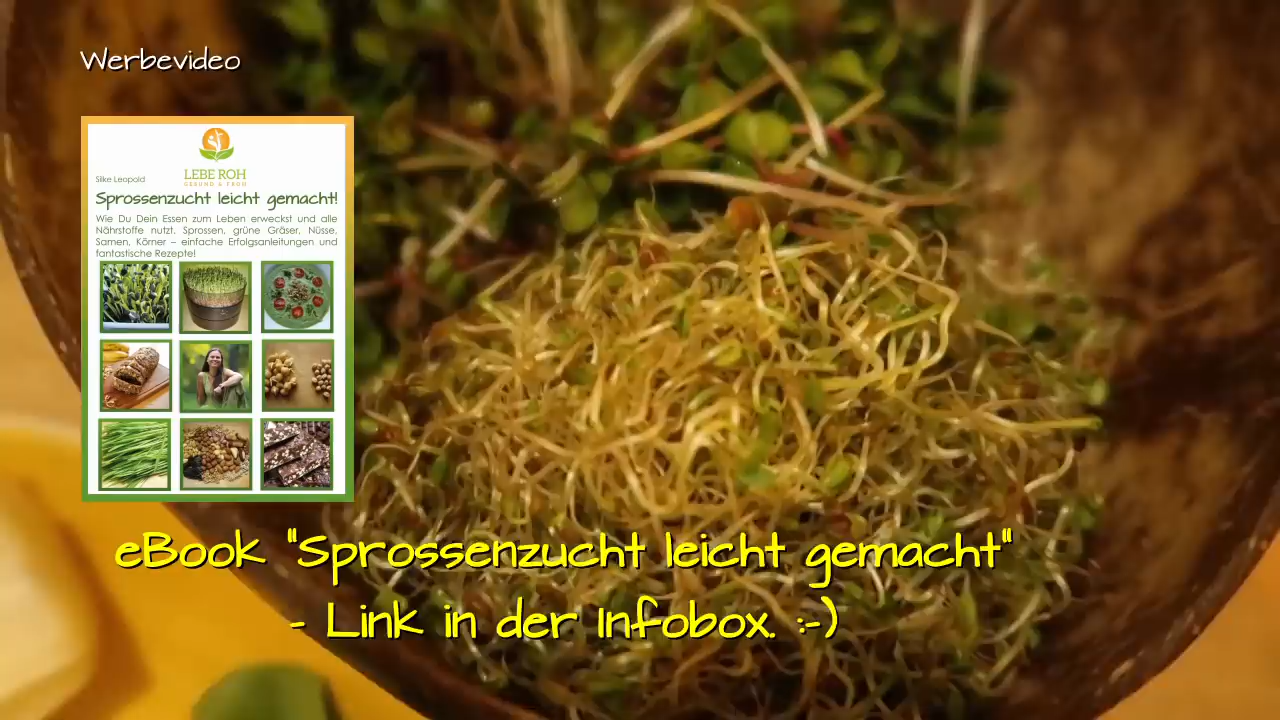 Werbevideo
LEBE ROH
GESUND & FROH
Silke Leopold
Sprossenzucht leicht gemacht!
Wie Du Dein Essen zum Leben erweckst und alle
Nährstoffe nutzt. Sprossen, grüne Gräser, Nüsse,
Samen, Körner – einfache Erfolgsanleitungen und
fantastische Rezepte!
eBook "Sprossenzucht leicht gemacht"
- Link in der Infobox. :-)